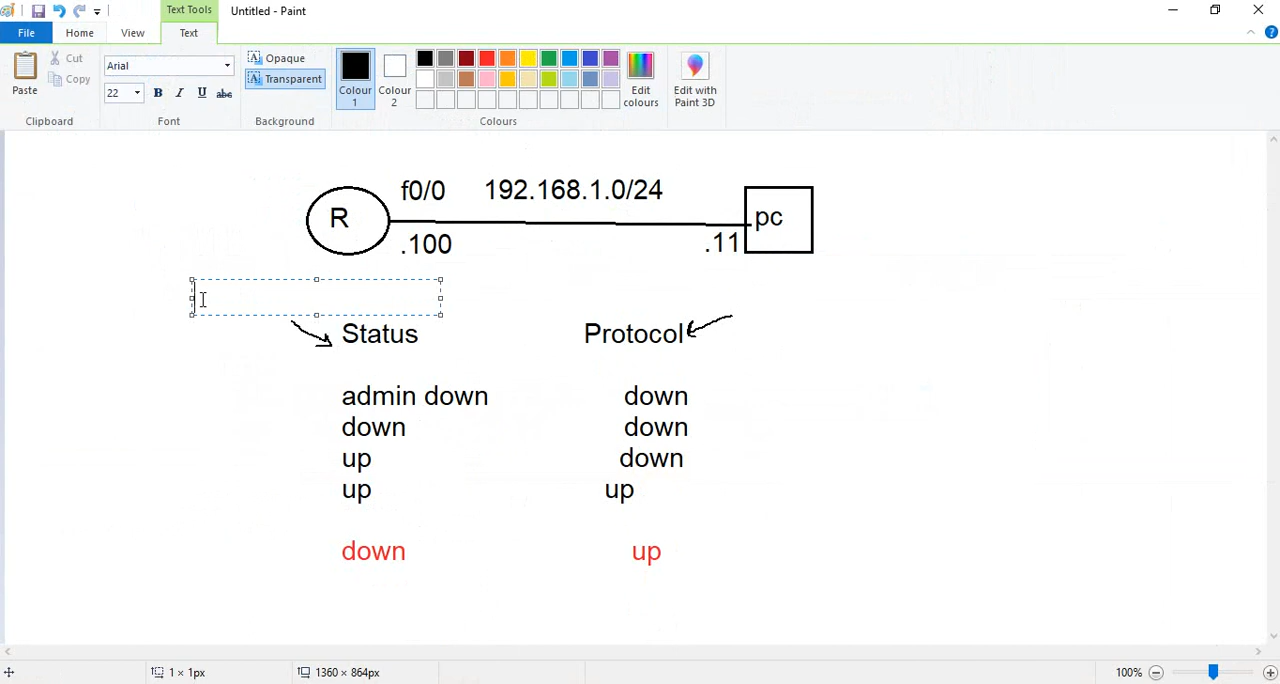 Text Tools
Untitled - Paint
File
Home
View
Text
Paste
Cut
Copy
Clipboard
Arial
22
B I U abc
Font
Opaque
Transparent
Background
Colour 1
Colour 2
Edit colours
Edit with Paint 3D
Colours
f0/0 192.168.1.0/24
R pc
.100 .11
Status Protocol
admin down down
down down
up down
up up
down up
1 × 1px
1360 × 864px
100%